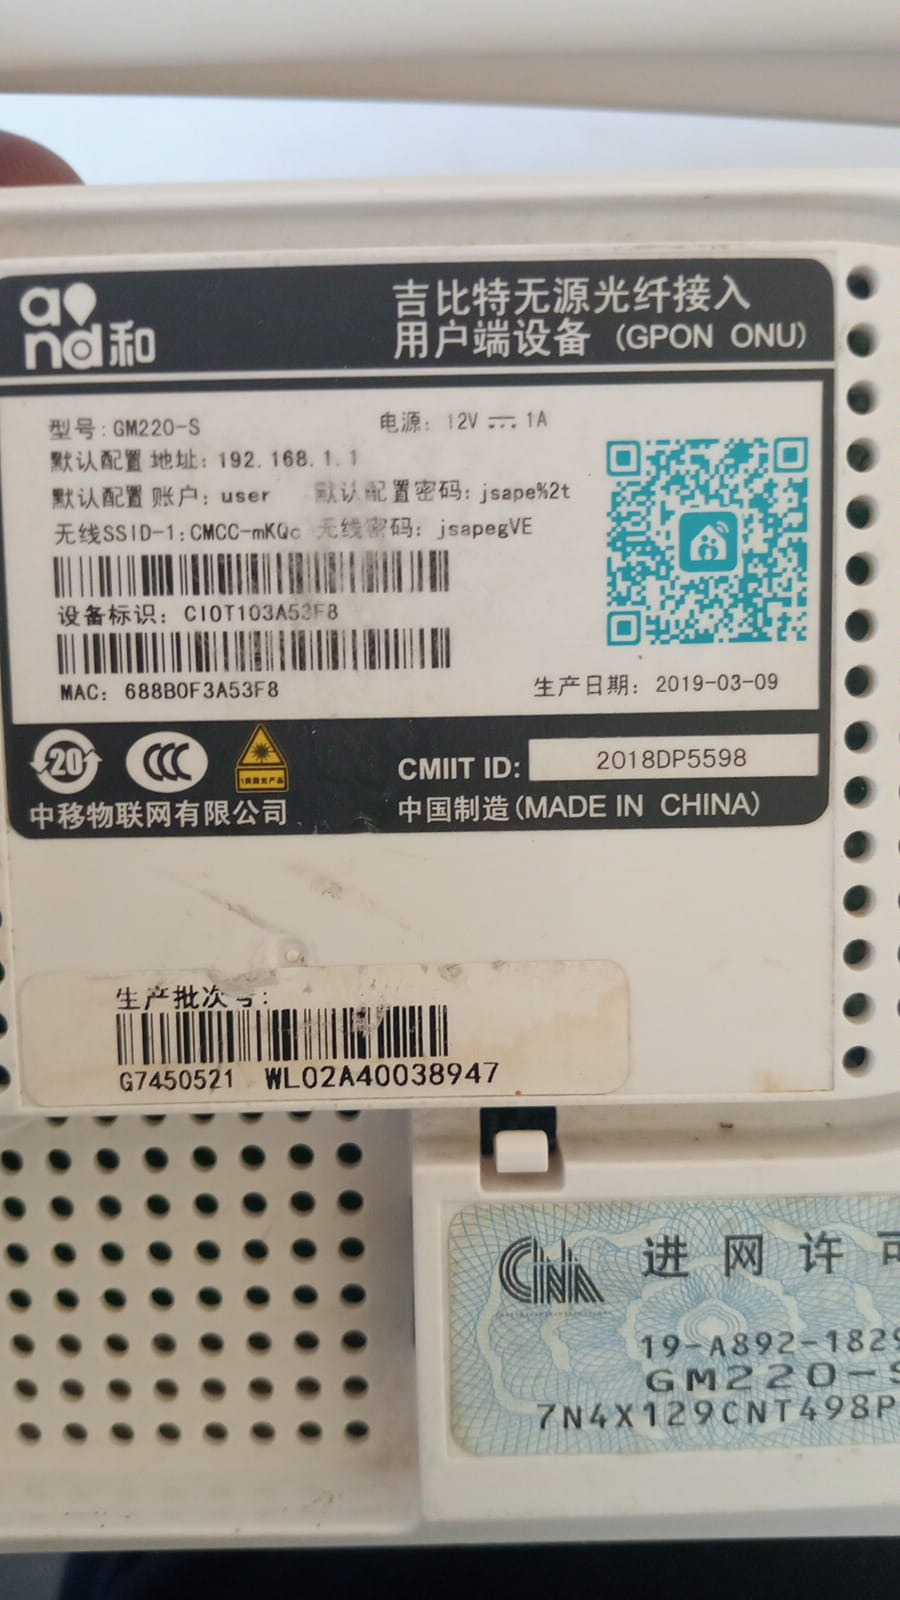 and和
吉比特无源光纤接入
用户端设备 (GPON ONU)
型号: GM220-S 电源: 12V 1A
默认配置 地址: 192.168.1.1
默认配置 账户: user 默认配置密码: jsape%2t
无线SSID-1: CMCC-mKQc 无线密码: jsapegVE
设备标识: CIOT103A53F8
MAC: 688B0F3A53F8
生产日期: 2019-03-09
20
CCC
CMIIT ID: 2018DP5598
中移物联网有限公司
中国制造(MADE IN CHINA)
生产批次号:
G7450521 WL02A40038947
CNA 进网许可
19-A892-1829
GM220-S
7N4X129CNT498P